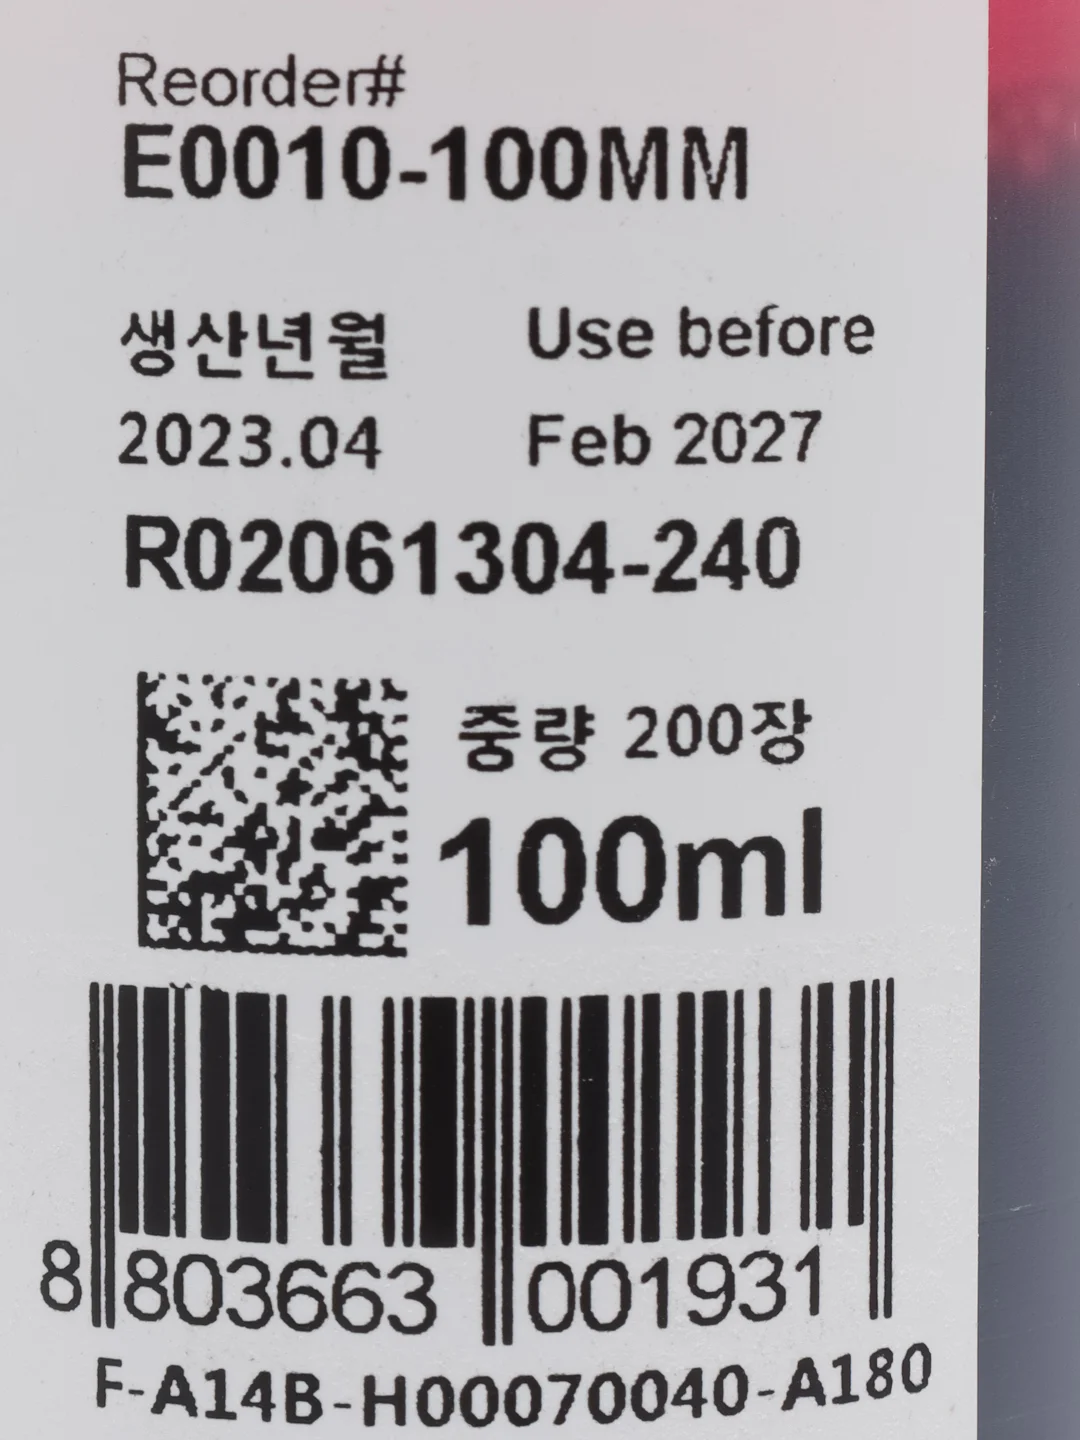 Reorder#
E0010-100MM
생산년월 Use before
2023.04 Feb 2027
R02061304-240
중량 200장
100ml
8 803663 001931
F-A14B-H00070040-A180